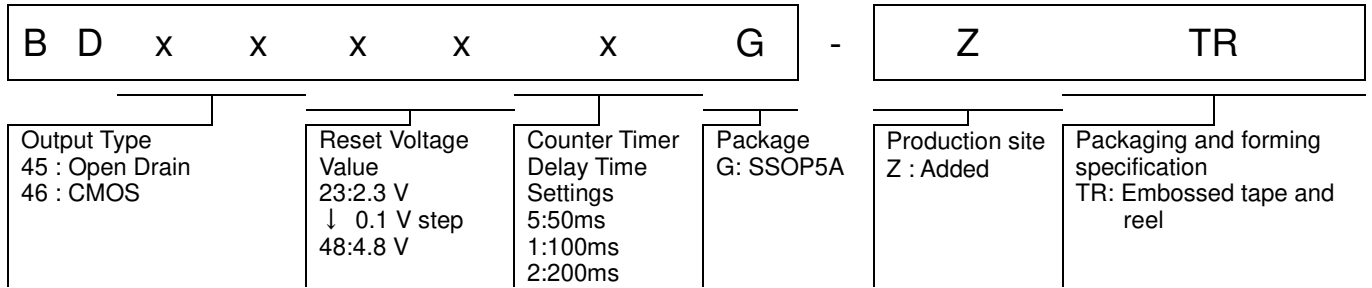 B D x x x x x G - Z TR
Output Type
45 : Open Drain
46 : CMOS
Reset Voltage
Value
23:2.3 V
↓ 0.1 V step
48:4.8 V
Counter Timer
Delay Time
Settings
5:50ms
1:100ms
2:200ms
Package
G: SSOP5A
Production site
Z : Added
Packaging and forming
specification
TR: Embossed tape and
reel